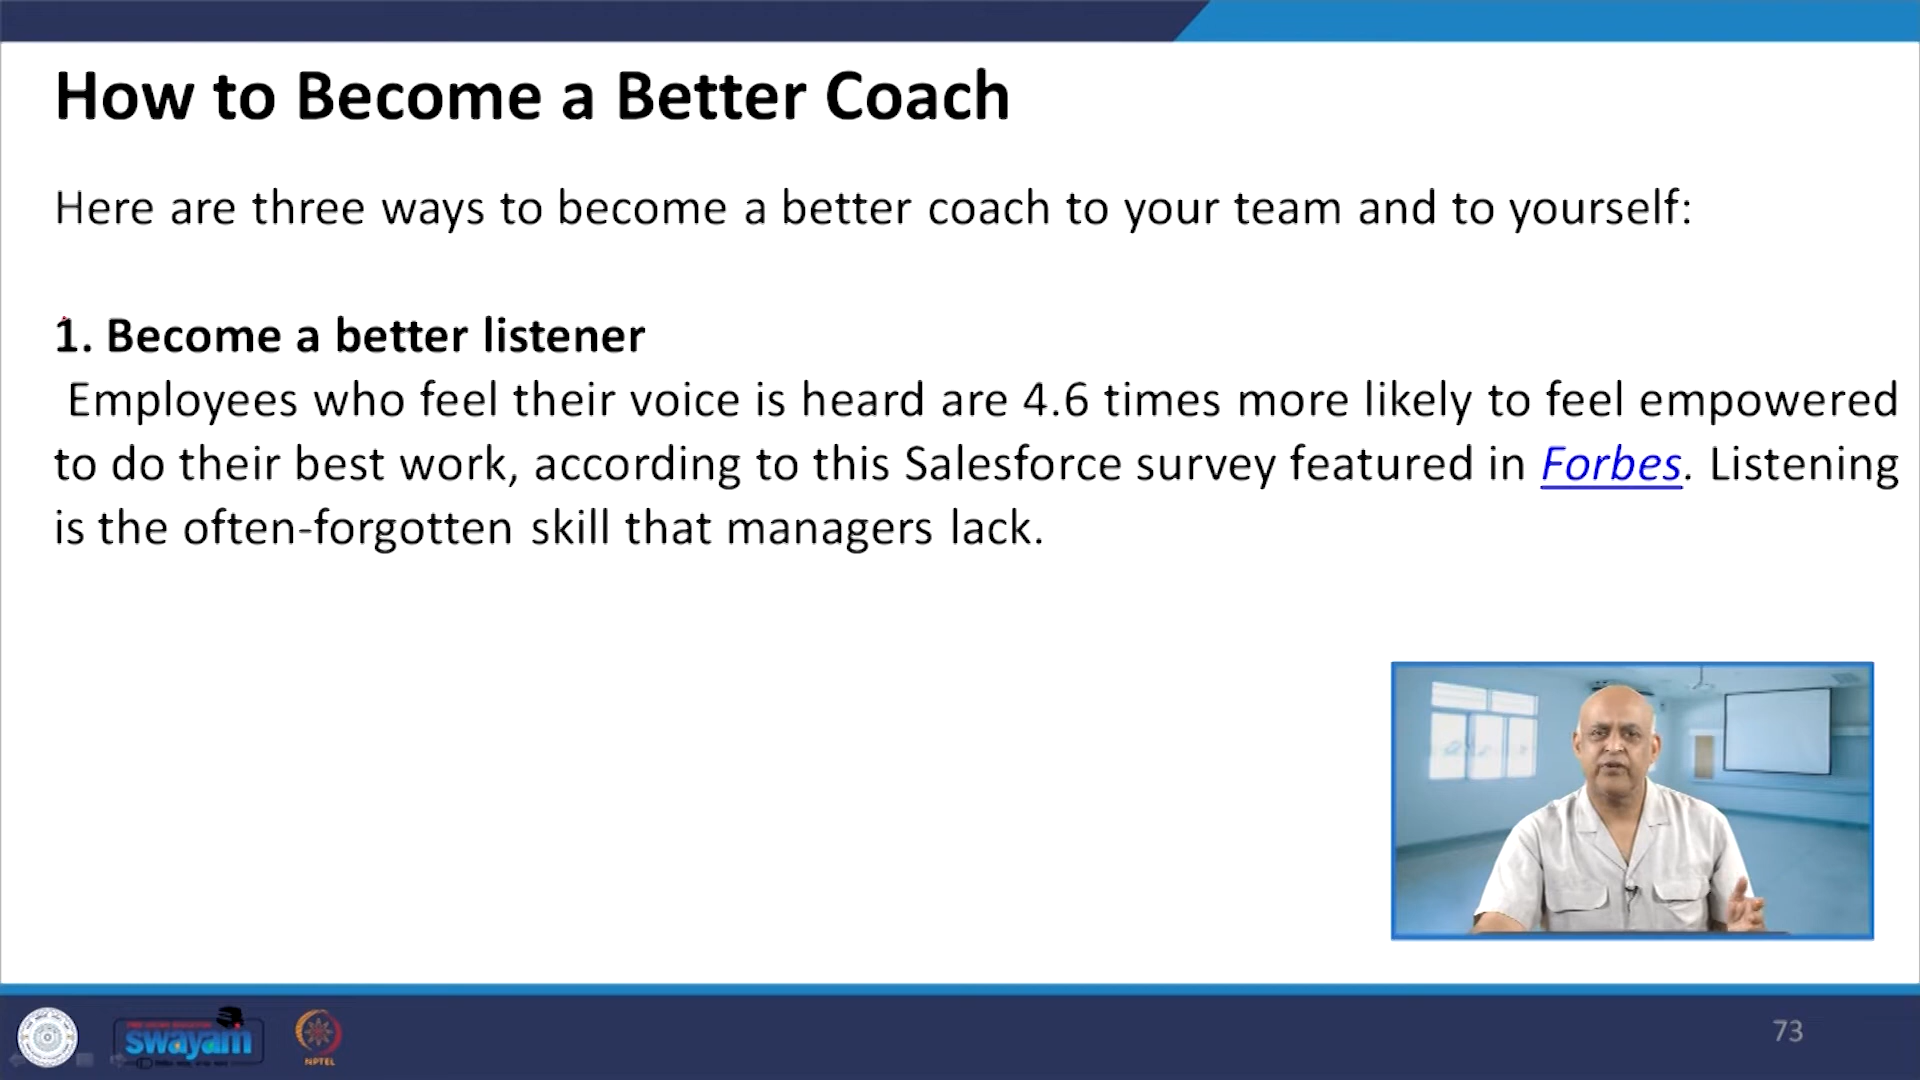 How to Become a Better Coach
Here are three ways to become a better coach to your team and to yourself:
1. Become a better listener
Employees who feel their voice is heard are 4.6 times more likely to feel empowered
to do their best work, according to this Salesforce survey featured in Forbes. Listening
is the often-forgotten skill that managers lack.
swayam
NPTEL
73